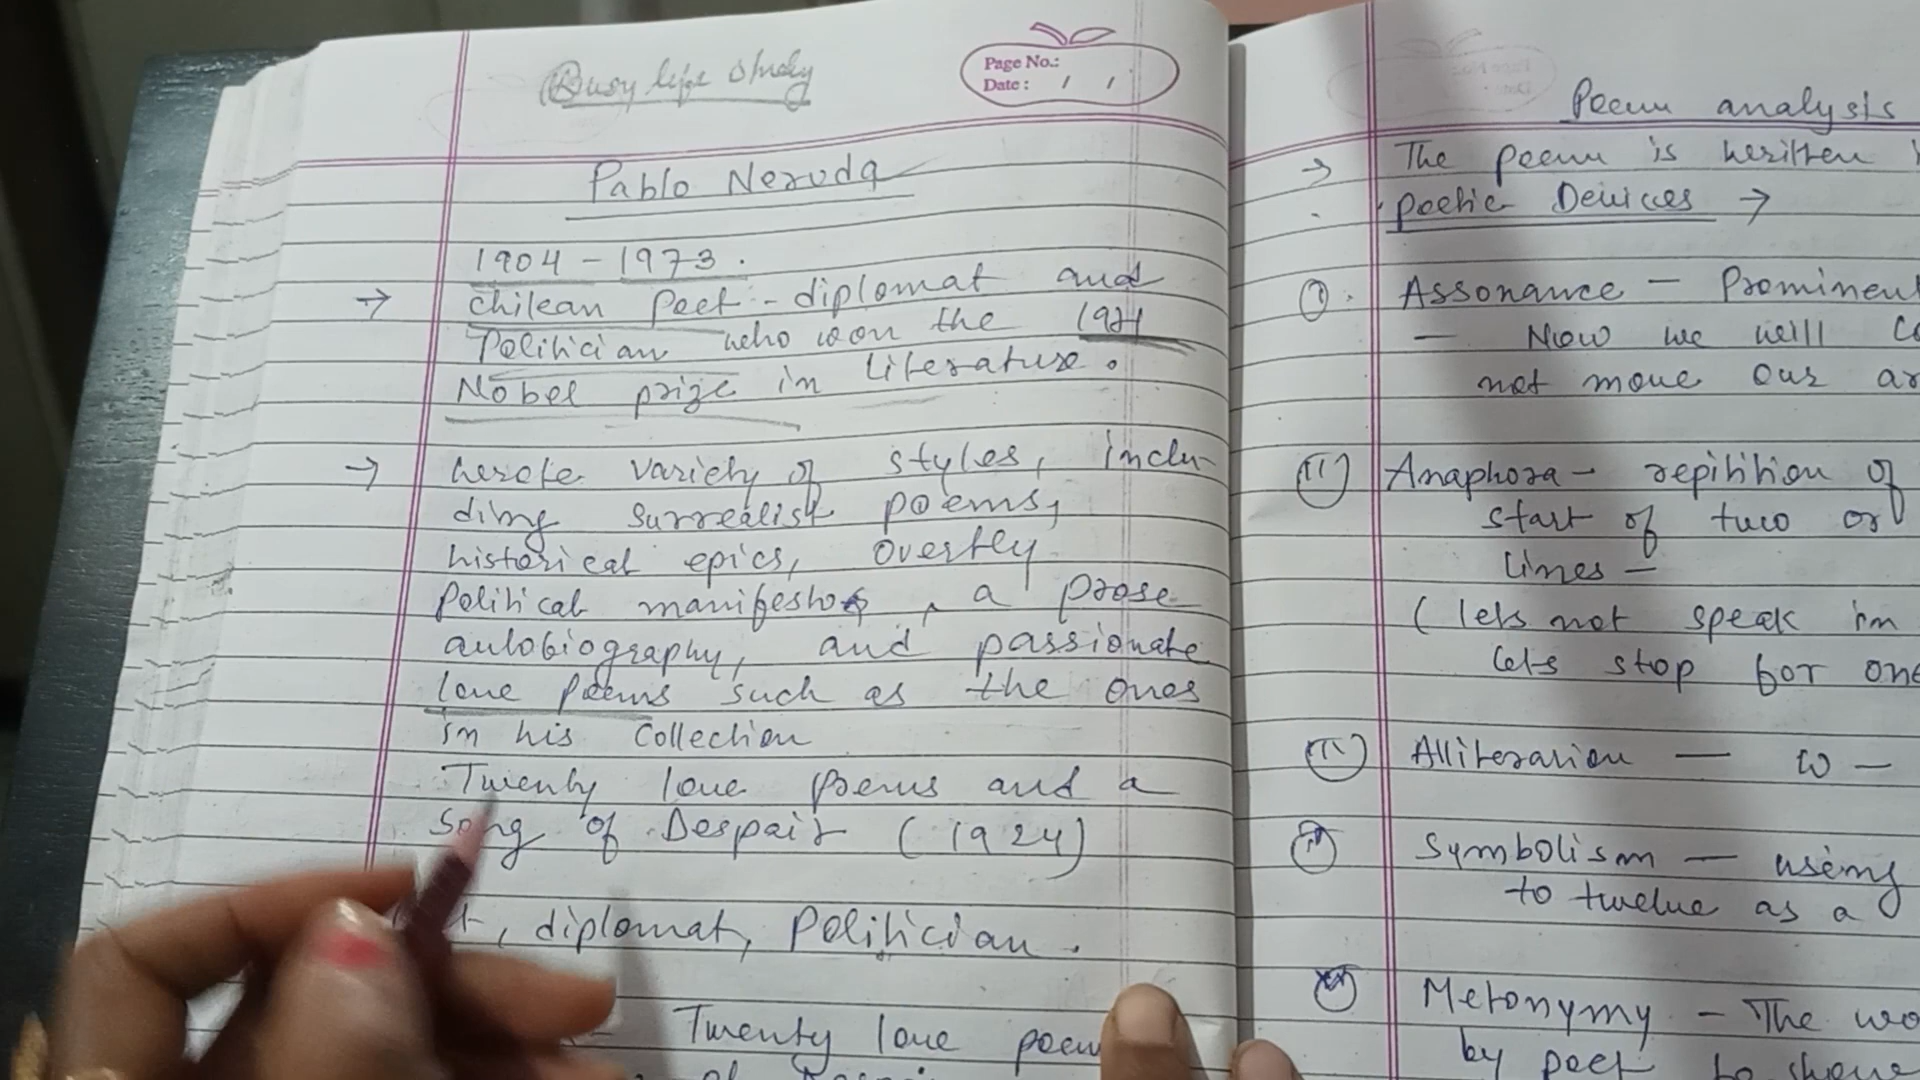 Busy life study
Page No.:
Date: / /
Pablo Neruda
1904 - 1973.
→ chilean Poet - diplomat and
Politician who won the 1971
Nobel prize in literature.
→ wrote variety of styles, inclu-
ding surrealist poems,
historical epics, overtly
Political manifestos, a prose
autobiography, and passionate
love poems such as the ones
in his collection
Twenty love poems and a
song of Despair (1924)
t, diplomat, Politician.
Twenty love poem
Poem analysis
→ The poem is written
Poetic Devices →
(I). Assonance - Prominent
- Now we will
not move our ar
(II) Anaphora - repitition of
start of two or
lines -
(lets not speak in
lets stop for one
(III) Alliteration - w -
Symbolism - using
to twelve as a
Metonymy - The wo
by poet to show